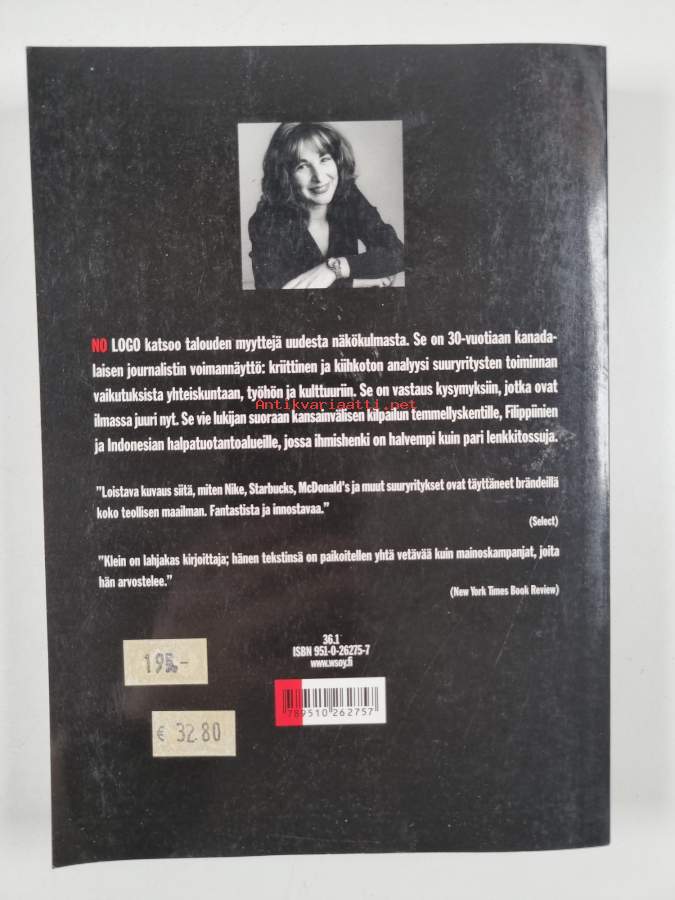 NO LOGO katsoo talouden myyttejä uudesta näkökulmasta. Se on 30-vuotiaan kanada-
laisen journalistin voimannäyttö: kriittinen ja kiihkoton analyysi suuryritysten toiminnan
vaikutuksista yhteiskuntaan, työhön ja kulttuuriin. Se on vastaus kysymyksiin, jotka ovat
Antikvariaatti.net
ilmassa juuri nyt. Se vie lukijan suoraan kansainvälisen kilpailun temmellyskentille, Filippiinien
ja Indonesian halpatuotantoalueille, jossa ihmishenki on halvempi kuin pari lenkkitossuja.
"Loistava kuvaus siitä, miten Nike, Starbucks, McDonald's ja muut suuryritykset ovat täyttäneet brändeillä
koko teollisen maailman. Fantastista ja innostavaa."
(Select)
"Klein on lahjakas kirjoittaja; hänen tekstinsä on paikoitellen yhtä vetävää kuin mainoskampanjat, joita
hän arvostelee."
(New York Times Book Review)
36.1
ISBN 951-0-26275-7
www.wsoy.fi
195,-
789510 262757
€ 32.80